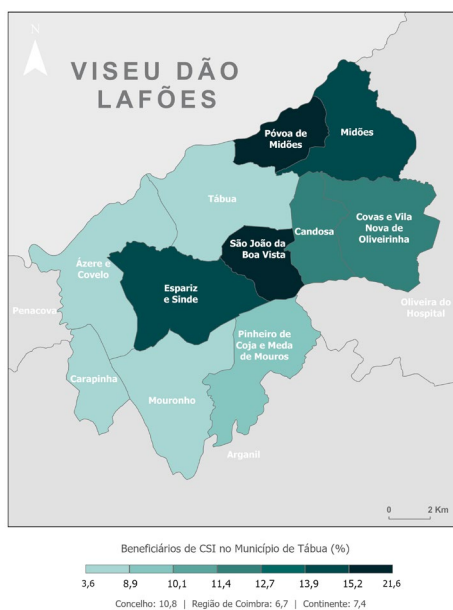 N
VISEU DÃO
LAFÕES
Póvoa de
Midões
Midões
Tábua
Covas e Vila
Nova de
Oliveirinha
Candosa
São João da
Boa Vista
Ázere e
Covelo
Espariz
e Sinde
Penacova
Oliveira do
Hospital
Pinheiro de
Coja e Meda
de Mouros
Carapinha
Mouronho
Arganil
0 2 Km
Beneficiários de CSI no Município de Tábua (%)
3,6 8,9 10,1 11,4 12,7 13,9 15,2 21,6
Concelho: 10,8 | Região de Coimbra: 6,7 | Continente: 7,4